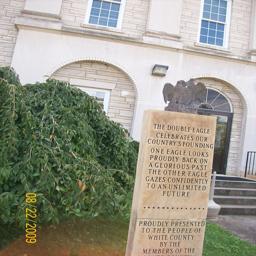 THE DOUBLE EAGLE
CELEBRATES OUR
COUNTRY'S FOUNDING
ONE EAGLE LOOKS
PROUDLY BACK ON
A GLORIOUS PAST
THE OTHER EAGLE
GAZES CONFIDENTLY
TO AN UNLIMITED
FUTURE
PROUDLY PRESENTED
TO THE PEOPLE OF
WHITE COUNTY
BY THE
MEMBERS OF THE
08/22/2009